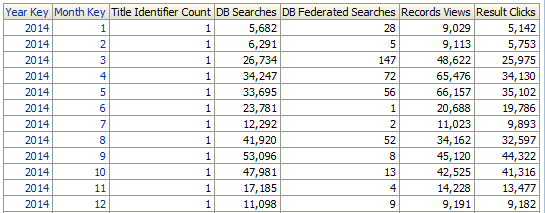 Year Key Month Key Title Identifier Count DB Searches DB Federated Searches Records Views Result Clicks
2014 1 1 5,682 28 9,029 5,142
2014 2 1 6,291 5 9,113 5,753
2014 3 1 26,734 147 48,622 25,975
2014 4 1 34,247 72 65,476 34,130
2014 5 1 33,695 56 66,157 35,102
2014 6 1 23,781 1 20,688 19,786
2014 7 1 12,292 2 11,023 9,893
2014 8 1 41,920 52 34,162 32,597
2014 9 1 53,096 8 45,120 44,322
2014 10 1 47,981 13 42,525 41,316
2014 11 1 17,185 4 14,228 13,477
2014 12 1 11,098 9 9,191 9,182